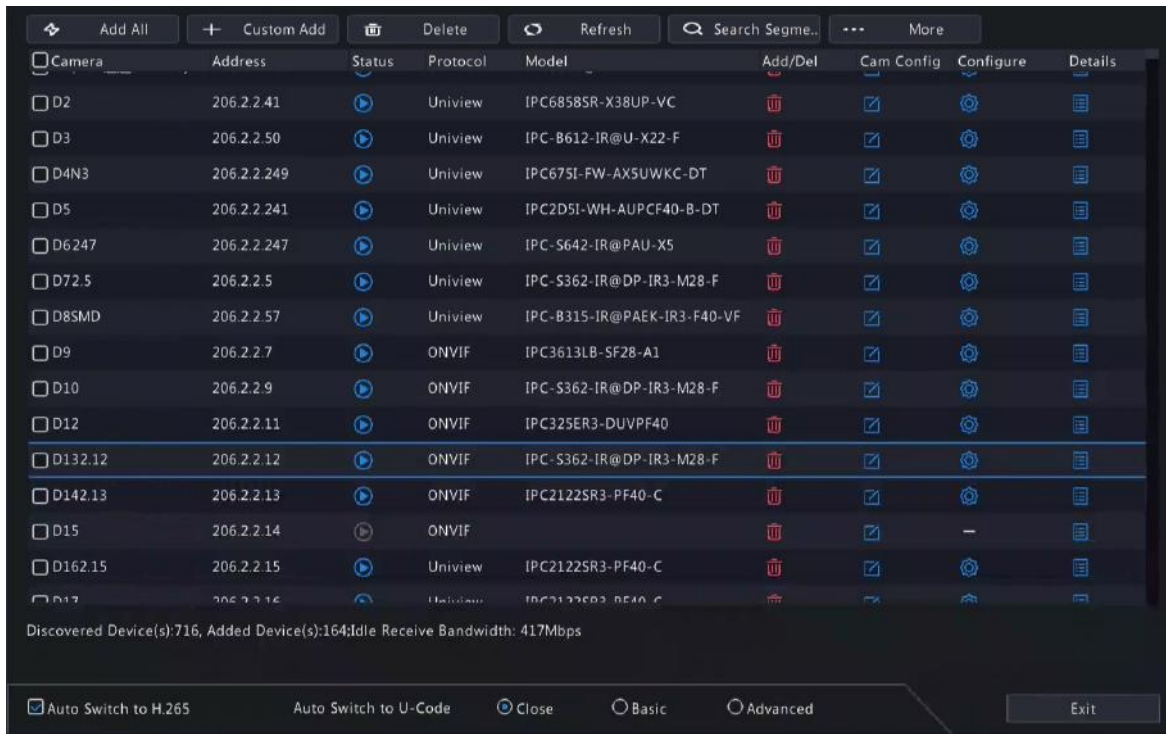 Add All Custom Add Delete Refresh Search Segme.. More
Camera Address Status Protocol Model Add/Del Cam Config Configure Details
D2 206.2.2.41 Uniview IPC6858SR-X38UP-VC
D3 206.2.2.50 Uniview IPC-B612-IR@U-X22-F
D4N3 206.2.2.249 Uniview IPC675I-FW-AX5UWKC-DT
D5 206.2.2.241 Uniview IPC2D5I-WH-AUPCF40-B-DT
D6247 206.2.2.247 Uniview IPC-S642-IR@PAU-X5
D72.5 206.2.2.5 Uniview IPC-S362-IR@DP-IR3-M28-F
D8SMD 206.2.2.57 Uniview IPC-B315-IR@PAEK-IR3-F40-VF
D9 206.2.2.7 ONVIF IPC3613LB-SF28-A1
D10 206.2.2.9 ONVIF IPC-S362-IR@DP-IR3-M28-F
D12 206.2.2.11 ONVIF IPC325ER3-DUVPF40
D132.12 206.2.2.12 ONVIF IPC-S362-IR@DP-IR3-M28-F
D142.13 206.2.2.13 ONVIF IPC2122SR3-PF40-C
D15 206.2.2.14 ONVIF –
D162.15 206.2.2.15 Uniview IPC2122SR3-PF40-C
D17 206.2.2.16 Uniview IPC2122SR3-PF40-C
Discovered Device(s):716, Added Device(s):164;Idle Receive Bandwidth: 417Mbps
Auto Switch to H.265 Auto Switch to U-Code Close Basic Advanced Exit